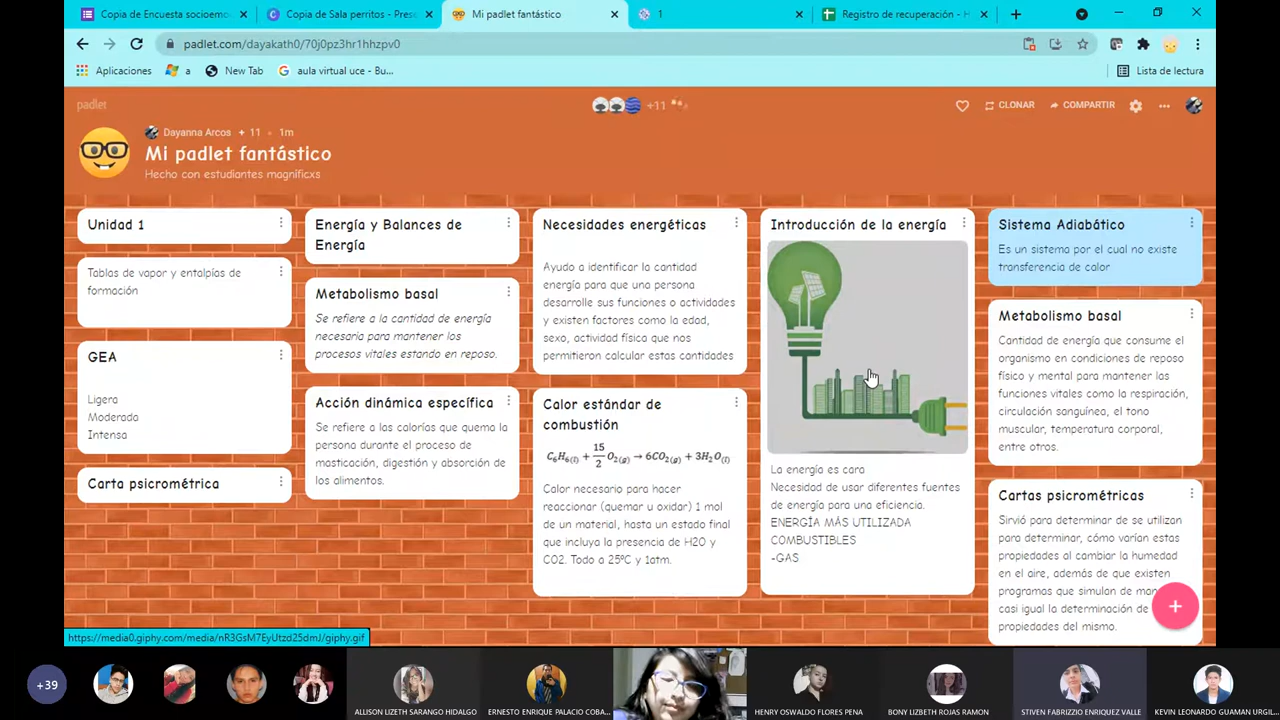 Copia de Encuesta socioemo
Copia de Sala perritos - Pres
Mi padlet fantástico
1
Registro de recuperación - H
padlet.com/dayakath0/70j0pz3hr1hhzpv0
Aplicaciones
a
New Tab
aula virtual uce - Bu...
Lista de lectura
padlet
+11
CLONAR
COMPARTIR
Dayanna Arcos + 11 • 1m
Mi padlet fantástico
Hecho con estudiantes magníficxs
Unidad 1
Tablas de vapor y entalpías de
formación
GEA
Ligera
Moderada
Intensa
Carta psicrométrica
Energía y Balances de
Energía
Metabolismo basal
Se refiere a la cantidad de energía
necesaria para mantener los
procesos vitales estando en reposo.
Acción dinámica específica
Se refiere a las calorías que quema la
persona durante el proceso de
masticación, digestión y absorción de
los alimentos.
Necesidades energéticas
Ayudo a identificar la cantidad
energía para que una persona
desarrolle sus funciones o actividades
y existen factores como la edad,
sexo, actividad física que nos
permitieron calcular estas cantidades
Calor estándar de
combustión
C₆H₆(l) + 15/2 O₂(g) → 6CO₂(g) + 3H₂O(l)
Calor necesario para hacer
reaccionar (quemar u oxidar) 1 mol
de un material, hasta un estado final
que incluya la presencia de H2O y
CO2. Todo a 25°C y 1atm.
Introducción de la energía
La energía es cara
Necesidad de usar diferentes fuentes
de energía para una eficiencia.
ENERGÍA MÁS UTILIZADA
COMBUSTIBLES
-GAS
Sistema Adiabático
Es un sistema por el cual no existe
transferencia de calor
Metabolismo basal
Cantidad de energía que consume el
organismo en condiciones de reposo
físico y mental para mantener las
funciones vitales como la respiración,
circulación sanguínea, el tono
muscular, temperatura corporal,
entre otros.
Cartas psicrométricas
Sirvió para determinar de se utilizan
para determinar, cómo varían estas
propiedades al cambiar la humedad
en el aire, además de que existen
programas que simulan de man
casi igual la determinación de
propiedades del mismo.
https://media0.giphy.com/media/nR3GsM7EyUtzd25dmJ/giphy.gif
+39
ALLISON LIZETH SARANGO HIDALGO
ERNESTO ENRIQUE PALACIO COBA...
HENRY OSWALDO FLORES PENA
BONY LIZBETH ROJAS RAMON
STIVEN FABRIZZIO ENRIQUEZ VALLE
KEVIN LEONARDO GUAMAN URGIL...